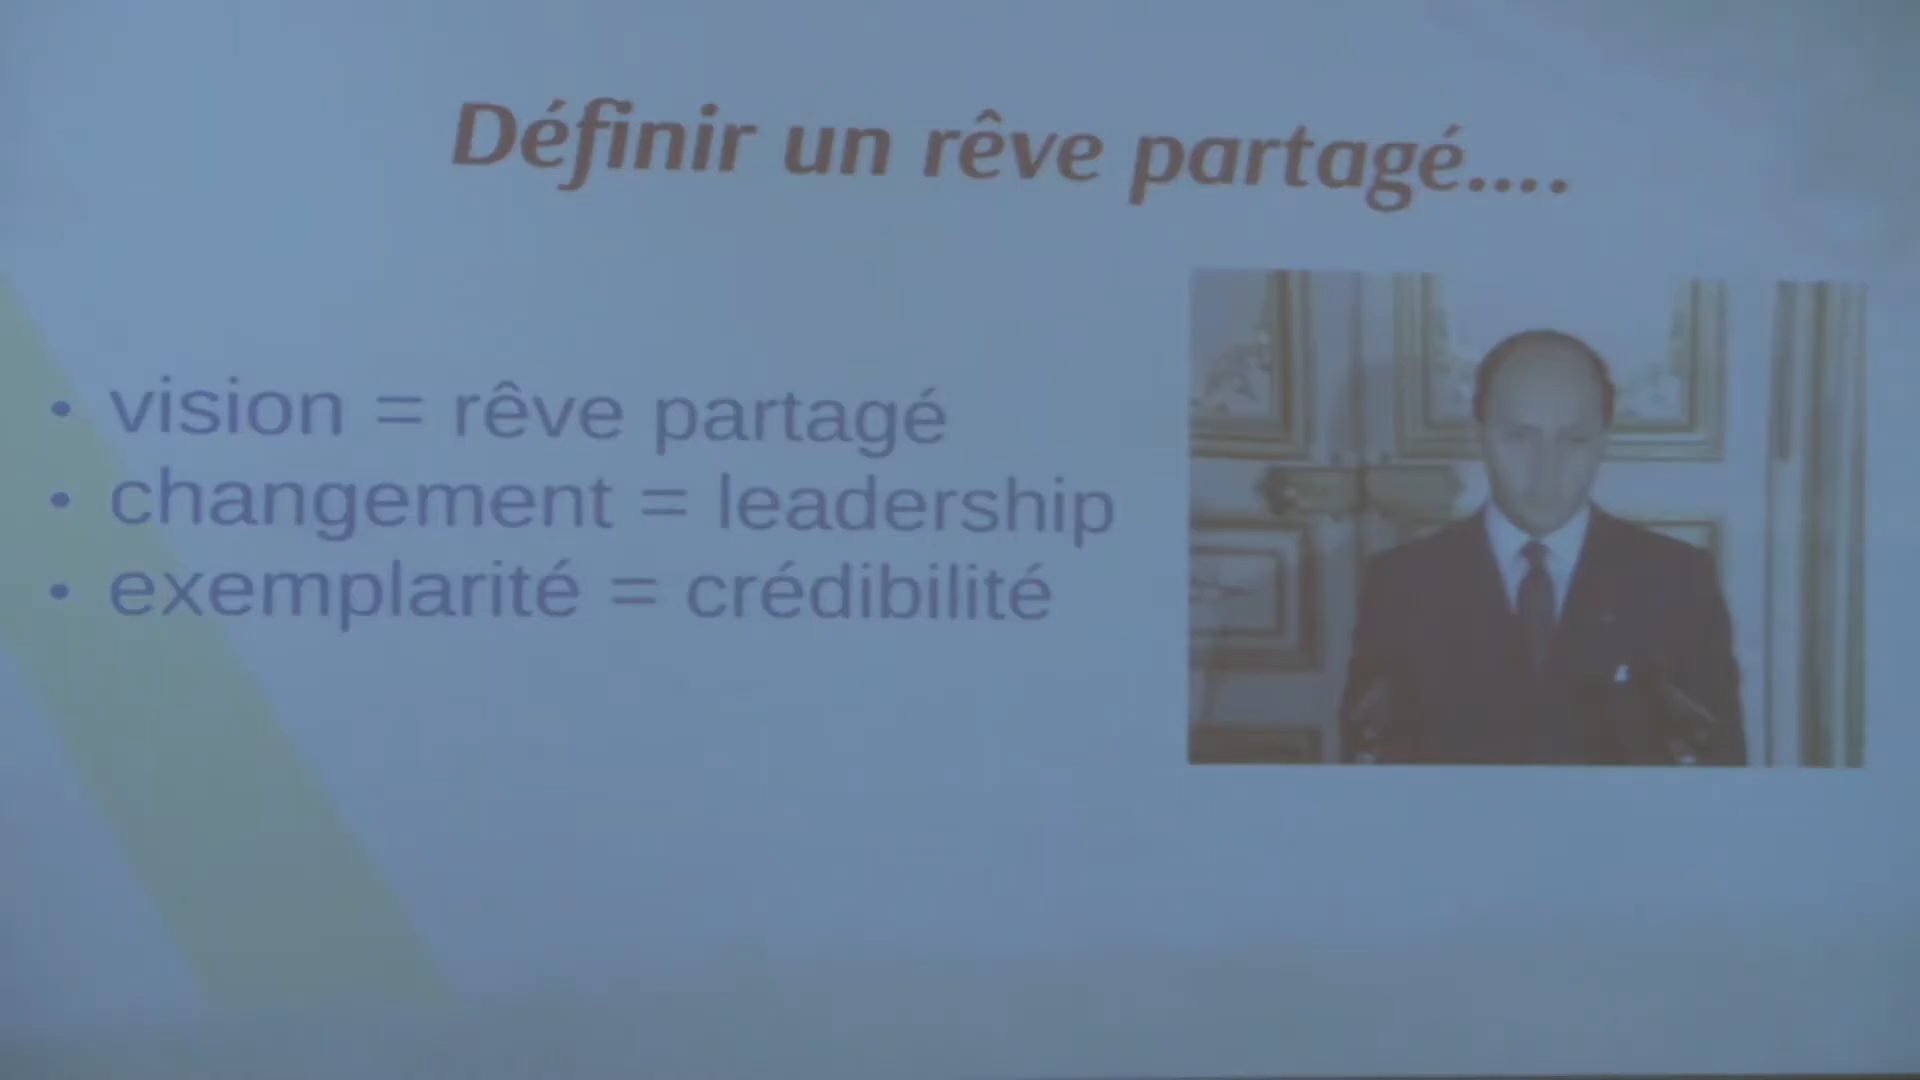 Définir un rêve partagé....
• vision = rêve partagé
• changement = leadership
• exemplarité = crédibilité